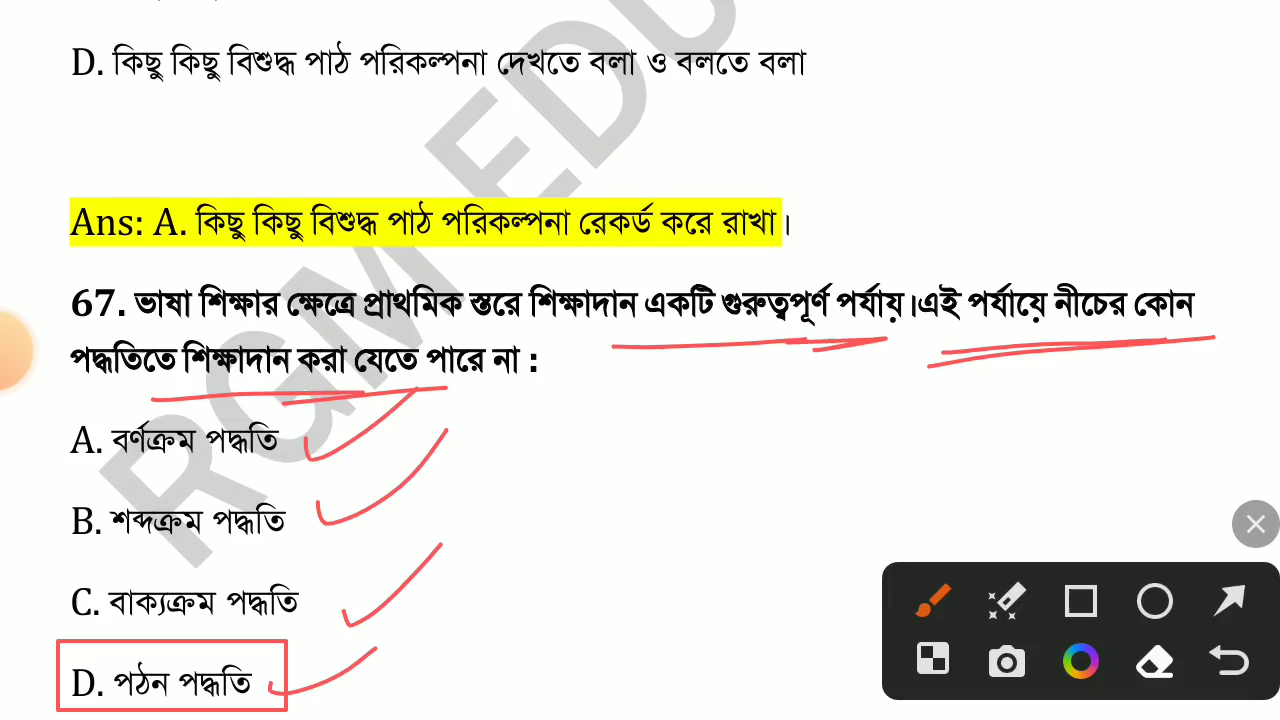 D. কিছু কিছু বিশুদ্ধ পাঠ পরিকল্পনা দেখতে বলা ও বলতে বলা
Ans: A. কিছু কিছু বিশুদ্ধ পাঠ পরিকল্পনা রেকর্ড করে রাখা।
67. ভাষা শিক্ষার ক্ষেত্রে প্রাথমিক স্তরে শিক্ষাদান একটি গুরুত্বপূর্ণ পর্যায়।এই পর্যায়ে নীচের কোন
পদ্ধতিতে শিক্ষাদান করা যেতে পারে না :
A. বর্ণক্রম পদ্ধতি
B. শব্দক্রম পদ্ধতি
C. বাক্যক্রম পদ্ধতি
D. পঠন পদ্ধতি
RGM EDU